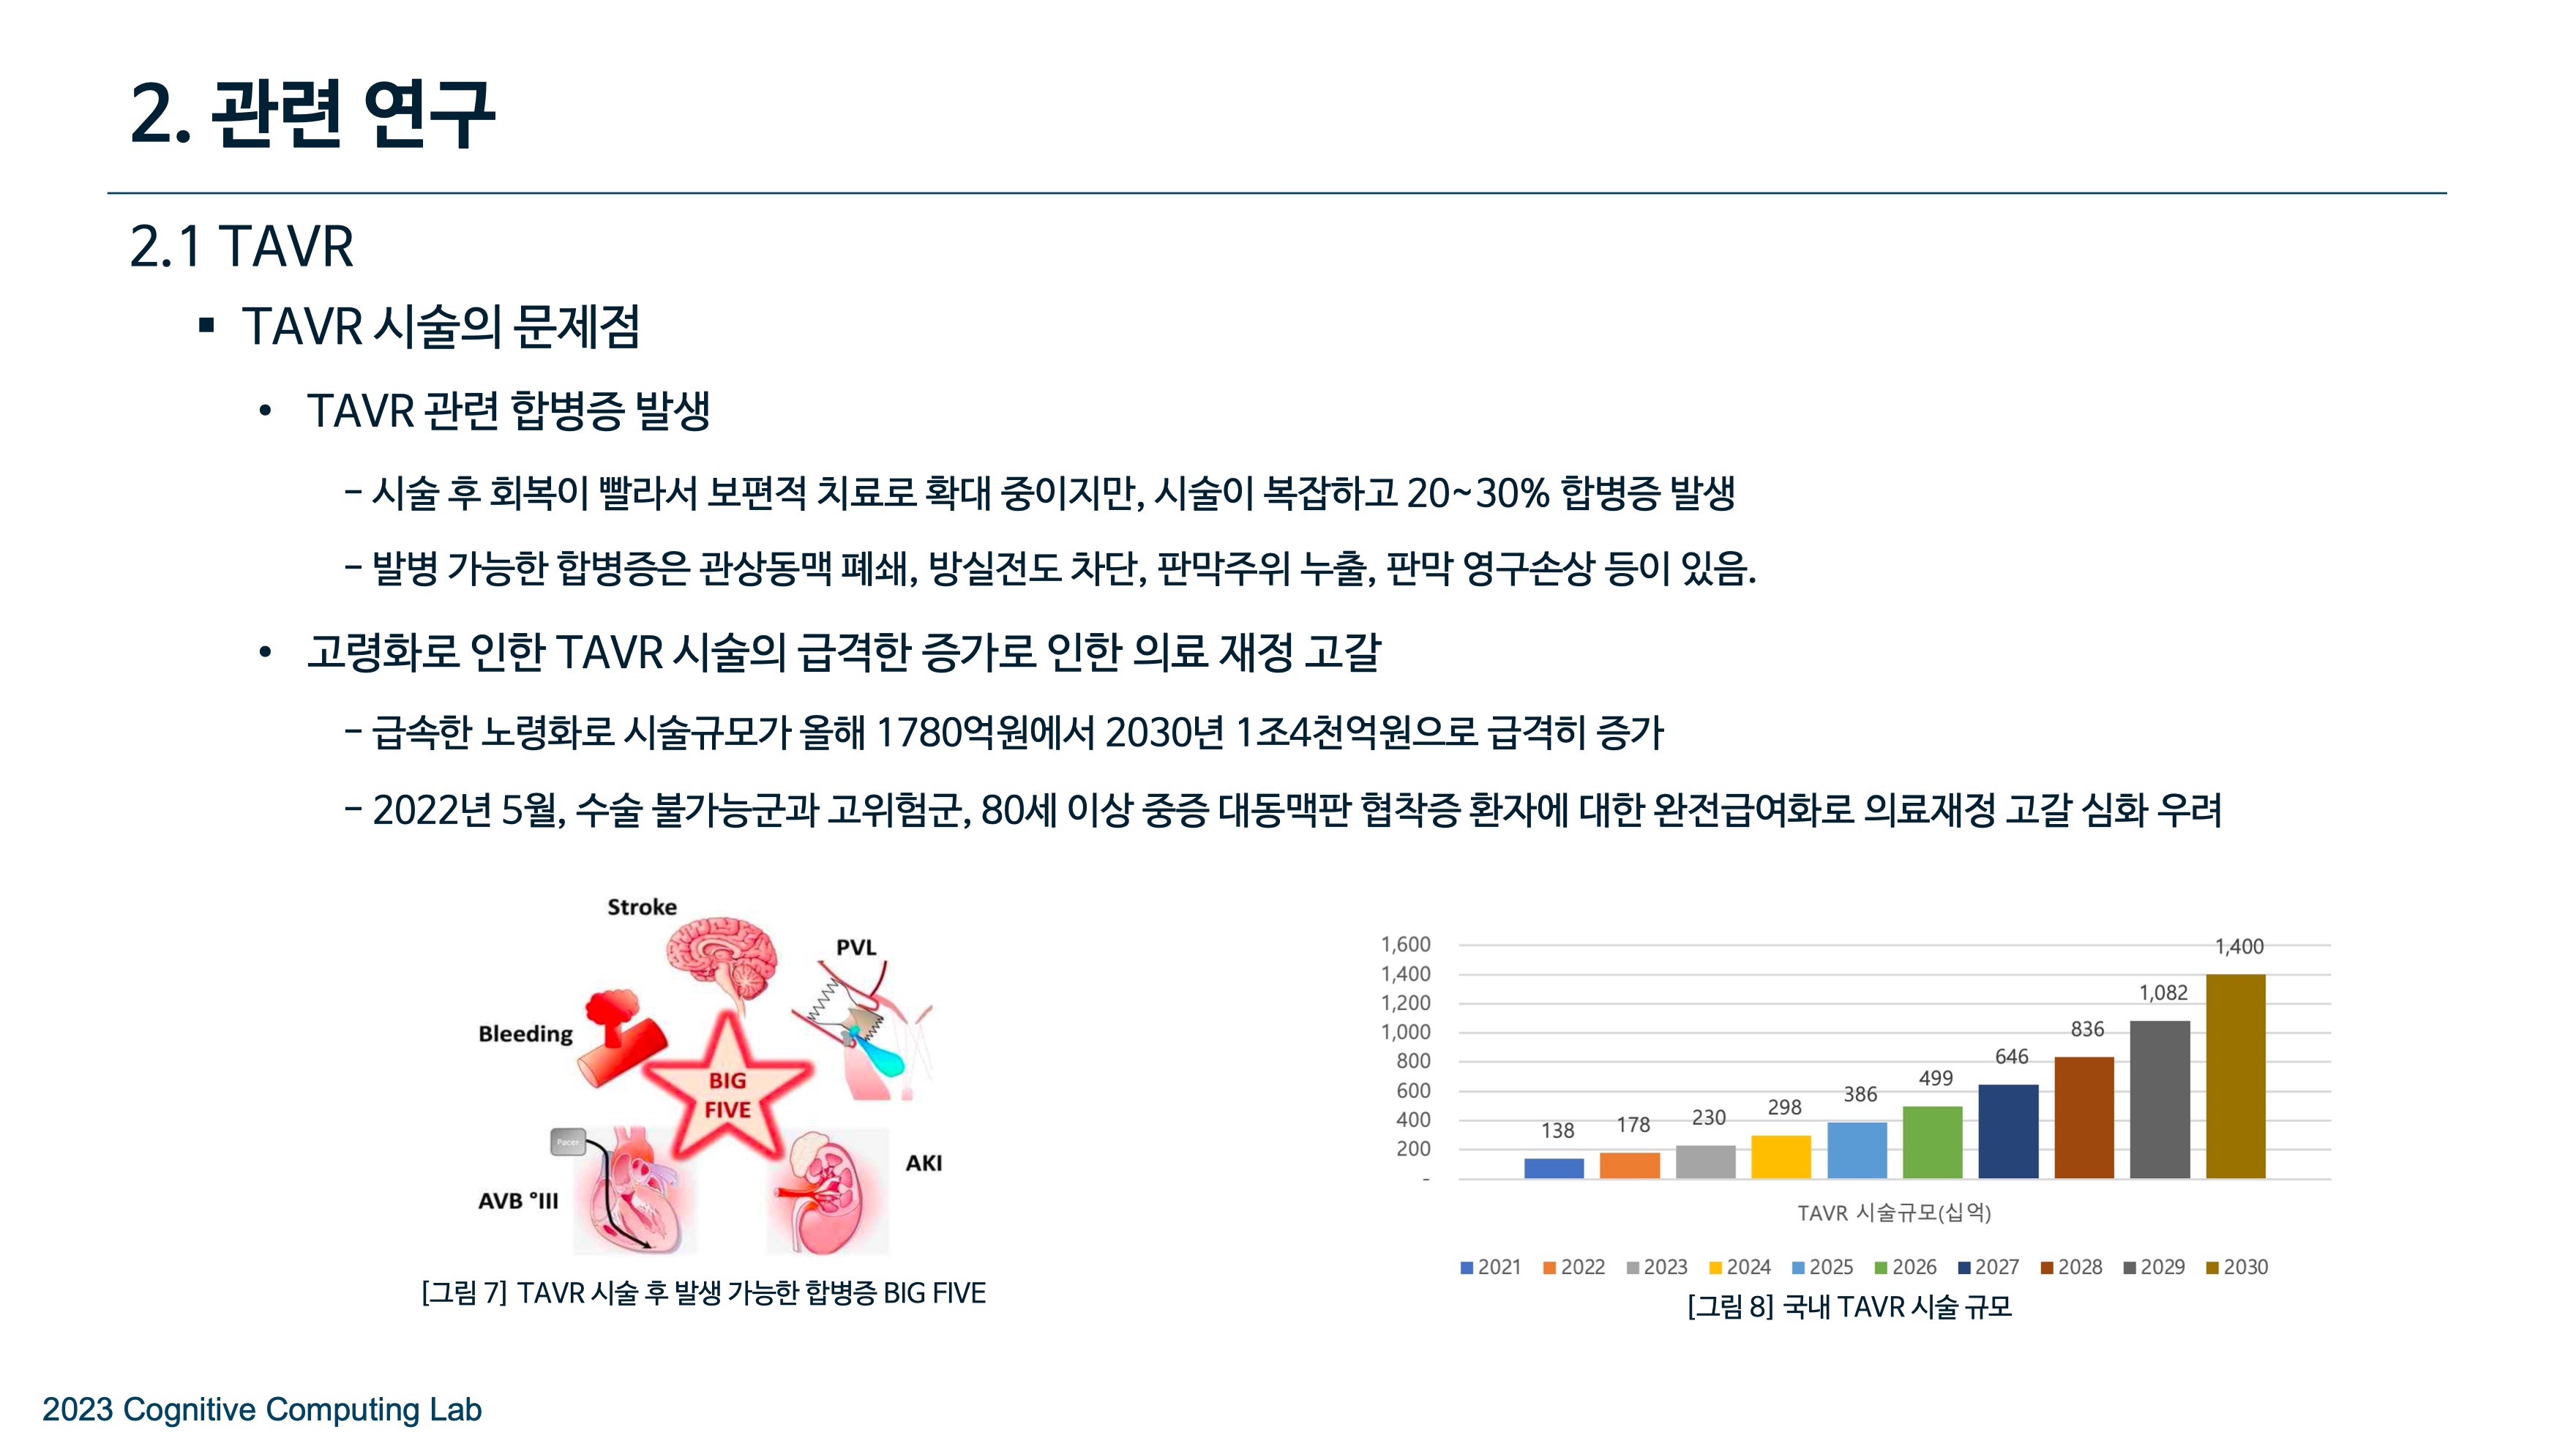 2. 관련 연구
2.1 TAVR
▪ TAVR 시술의 문제점
• TAVR 관련 합병증 발생
– 시술 후 회복이 빨라서 보편적 치료로 확대 중이지만, 시술이 복잡하고 20~30% 합병증 발생
– 발병 가능한 합병증은 관상동맥 폐쇄, 방실전도 차단, 판막주위 누출, 판막 영구손상 등이 있음.
• 고령화로 인한 TAVR 시술의 급격한 증가로 인한 의료 재정 고갈
– 급속한 노령화로 시술규모가 올해 1780억원에서 2030년 1조4천억원으로 급격히 증가
– 2022년 5월, 수술 불가능군과 고위험군, 80세 이상 중증 대동맥판 협착증 환자에 대한 완전급여화로 의료재정 고갈 심화 우려
Stroke
PVL
Bleeding
BIG
FIVE
Pacer
AKI
AVB °III
[그림 7] TAVR 시술 후 발생 가능한 합병증 BIG FIVE
1,600
1,400
1,200
1,000
800
600
400
200
-
138
178
230
298
386
499
646
836
1,082
1,400
TAVR 시술규모(십억)
2021 2022 2023 2024 2025 2026 2027 2028 2029 2030
[그림 8] 국내 TAVR 시술 규모
2023 Cognitive Computing Lab